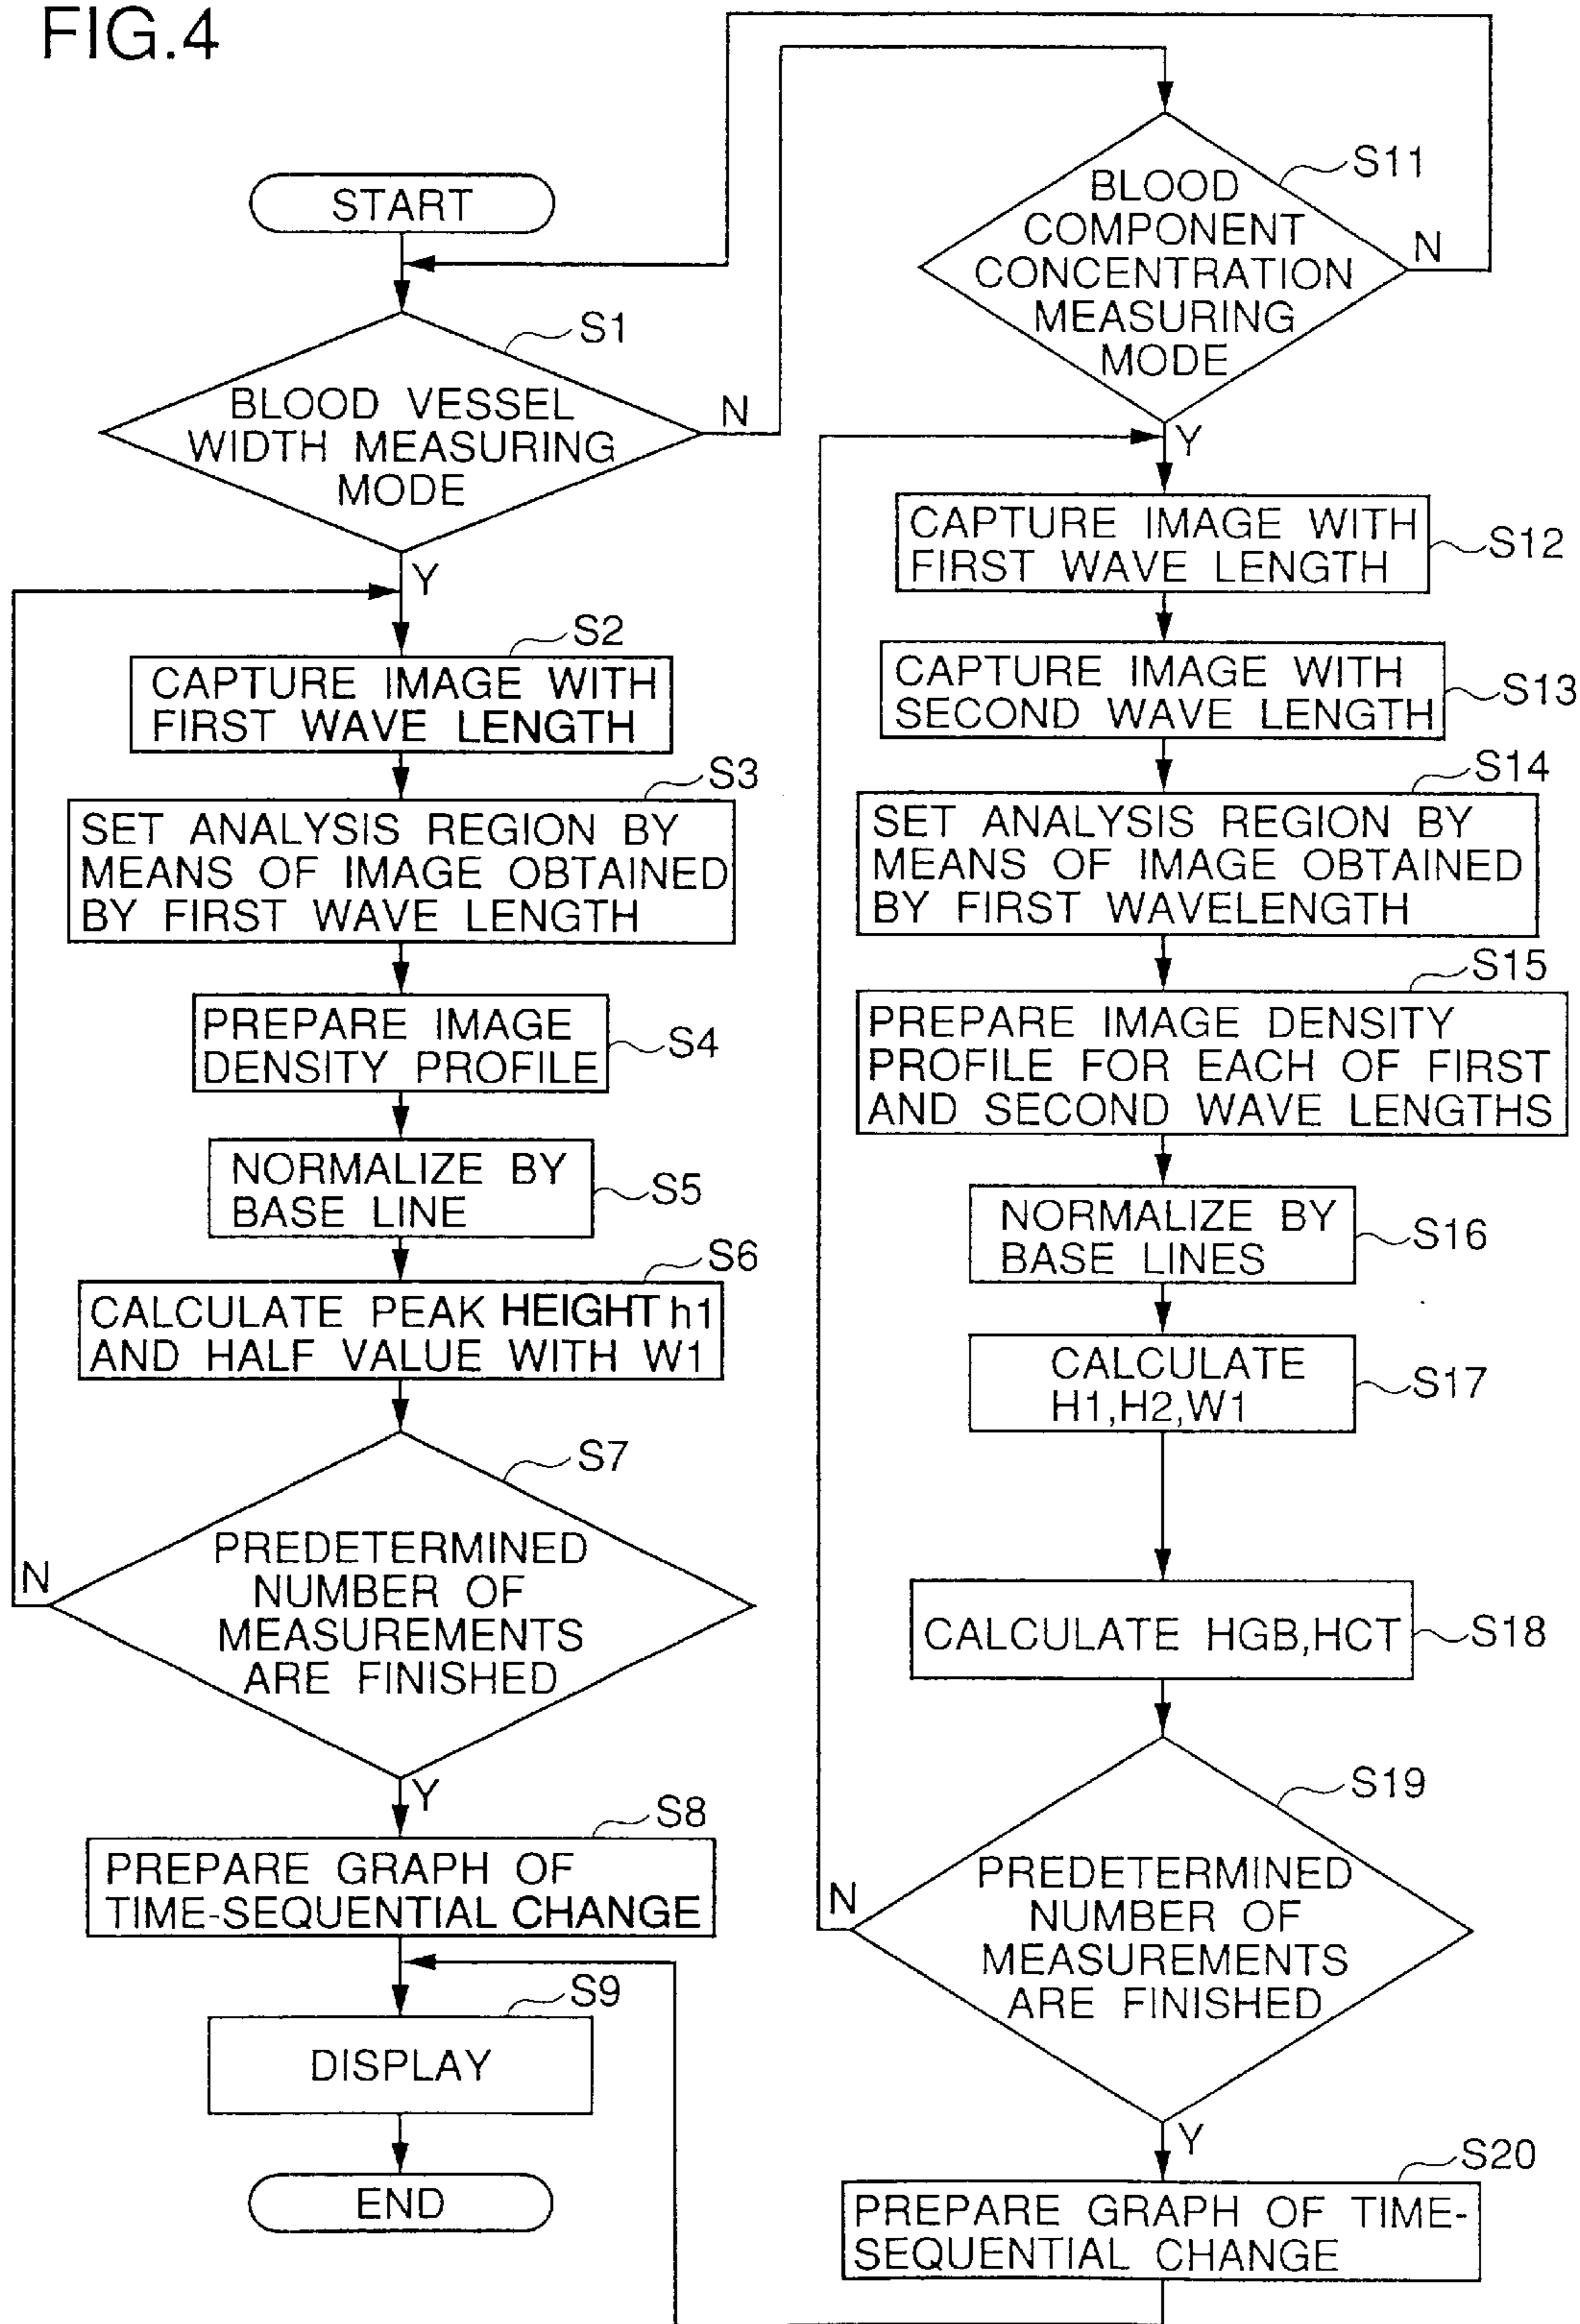 FIG.4
START
S1
BLOOD VESSEL
WIDTH MEASURING
MODE
N
Y
S2
CAPTURE IMAGE WITH
FIRST WAVE LENGTH
S3
SET ANALYSIS REGION BY
MEANS OF IMAGE OBTAINED
BY FIRST WAVE LENGTH
PREPARE IMAGE
DENSITY PROFILE
S4
NORMALIZE BY
BASE LINE
S5
S6
CALCULATE PEAK HEIGHT h1
AND HALF VALUE WITH W1
S7
PREDETERMINED
NUMBER OF
MEASUREMENTS
ARE FINISHED
N
Y
S8
PREPARE GRAPH OF
TIME-SEQUENTIAL CHANGE
S9
DISPLAY
END
S11
BLOOD
COMPONENT
CONCENTRATION
MEASURING
MODE
N
Y
CAPTURE IMAGE WITH
FIRST WAVE LENGTH
S12
CAPTURE IMAGE WITH
SECOND WAVE LENGTH
S13
S14
SET ANALYSIS REGION BY
MEANS OF IMAGE OBTAINED
BY FIRST WAVELENGTH
S15
PREPARE IMAGE DENSITY
PROFILE FOR EACH OF FIRST
AND SECOND WAVE LENGTHS
NORMALIZE BY
BASE LINES
S16
CALCULATE
H1,H2,W1
S17
CALCULATE HGB,HCT
S18
S19
PREDETERMINED
NUMBER OF
MEASUREMENTS
ARE FINISHED
N
Y
S20
PREPARE GRAPH OF TIME-
SEQUENTIAL CHANGE